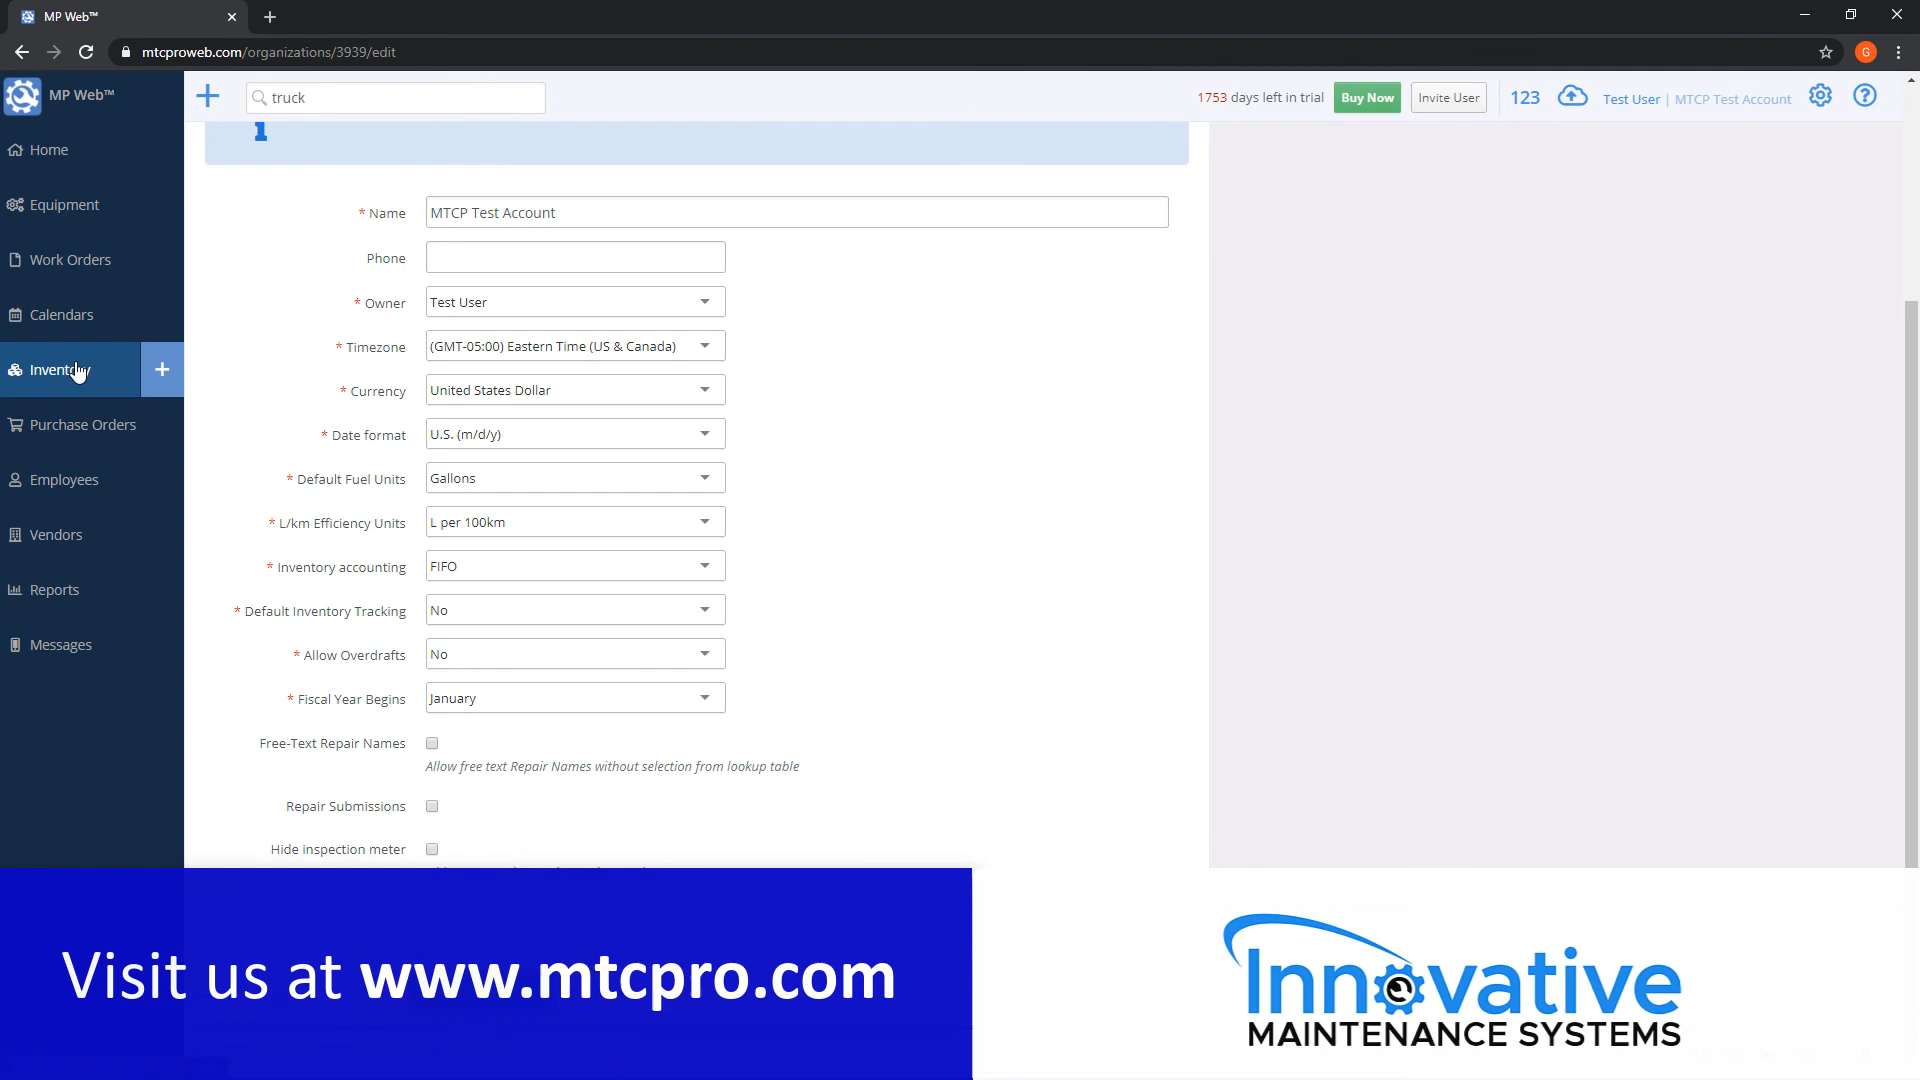 MP Web™
mtcproweb.com/organizations/3939/edit
G
MP Web™
truck
1753 days left in trial
Buy Now
Invite User
123
Test User | MTCP Test Account
Home
Equipment
Work Orders
Calendars
Inventory
Purchase Orders
Employees
Vendors
Reports
Messages
* Name MTCP Test Account
Phone
* Owner Test User
* Timezone (GMT-05:00) Eastern Time (US & Canada)
* Currency United States Dollar
* Date format U.S. (m/d/y)
* Default Fuel Units Gallons
* L/km Efficiency Units L per 100km
* Inventory accounting FIFO
* Default Inventory Tracking No
* Allow Overdrafts No
* Fiscal Year Begins January
Free-Text Repair Names
Allow free text Repair Names without selection from lookup table
Repair Submissions
Hide inspection meter
Visit us at www.mtcpro.com
Innovative
MAINTENANCE SYSTEMS